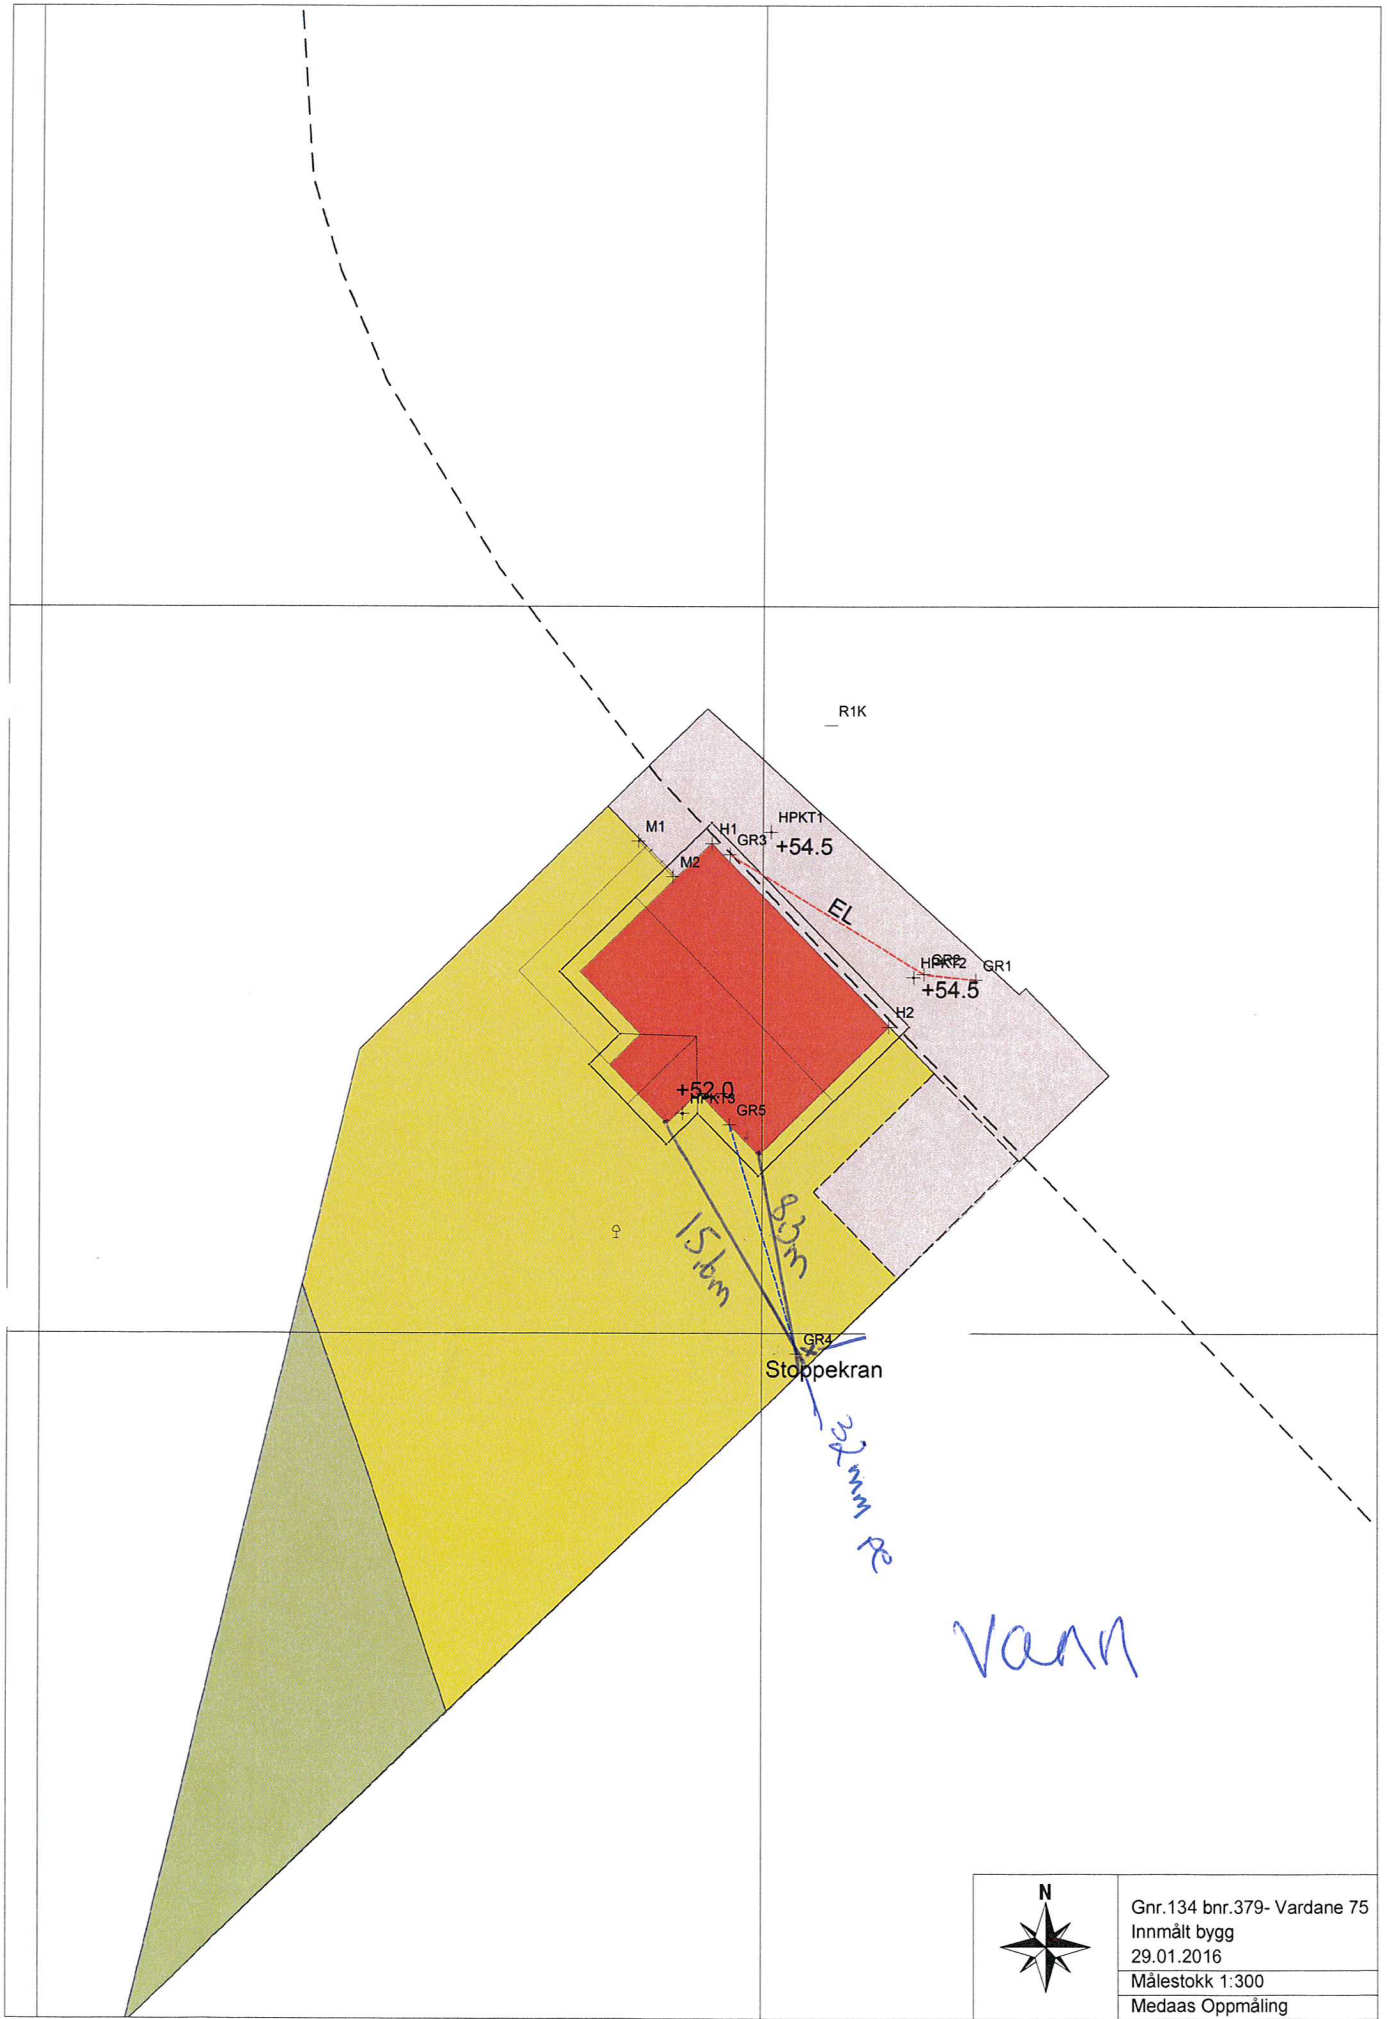 R1K
HPKT1
+54.5
M1
H1
GR3
M2
EL
HPKT2
GR2
GR1
+54.5
H2
+52.0
HPKT3
GR5
15,6m
8,3m
GR4
Stoppekran
32mm pe
Vann
N
Gnr.134 bnr.379- Vardane 75
Innmålt bygg
29.01.2016
Målestokk 1:300
Medaas Oppmåling